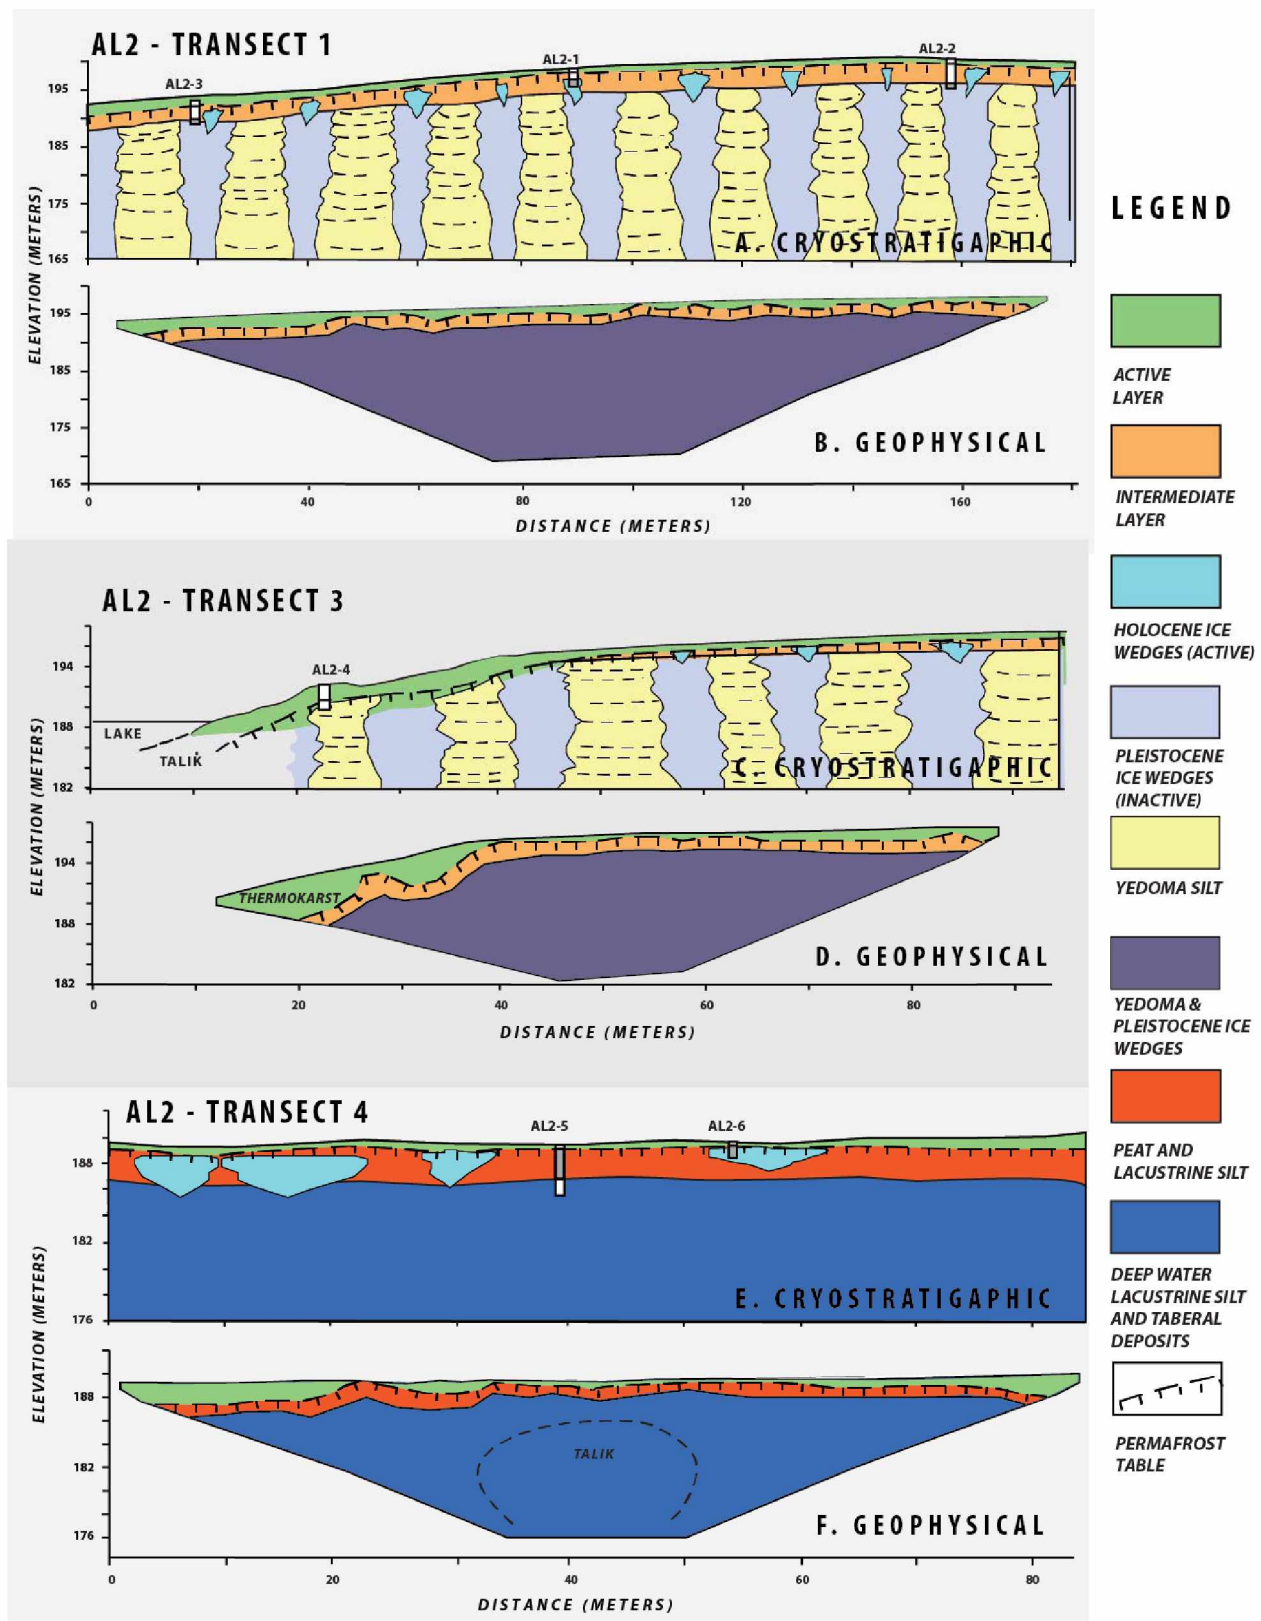 AL2 - TRANSECT 1
AL2-3
AL2-1
AL2-2
195
185
175
165
A. CRYOSTRATIGAPHIC
ELEVATION (METERS)
195
185
175
165
B. GEOPHYSICAL
0 40 80 120 160
DISTANCE (METERS)
AL2 - TRANSECT 3
AL2-4
194
188
182
LAKE
TALIK
C. CRYOSTRATIGAPHIC
ELEVATION (METERS)
194
188
182
THERMOKARST
D. GEOPHYSICAL
0 20 40 60 80
DISTANCE (METERS)
AL2 - TRANSECT 4
AL2-5
AL2-6
188
182
176
E. CRYOSTRATIGAPHIC
ELEVATION (METERS)
188
182
176
TALIK
F. GEOPHYSICAL
0 20 40 60 80
DISTANCE (METERS)
LEGEND
ACTIVE
LAYER
INTERMEDIATE
LAYER
HOLOCENE ICE
WEDGES (ACTIVE)
PLEISTOCENE
ICE WEDGES
(INACTIVE)
YEDOMA SILT
YEDOMA &
PLEISTOCENE ICE
WEDGES
PEAT AND
LACUSTRINE SILT
DEEP WATER
LACUSTRINE SILT
AND TABERAL
DEPOSITS
PERMAFROST
TABLE